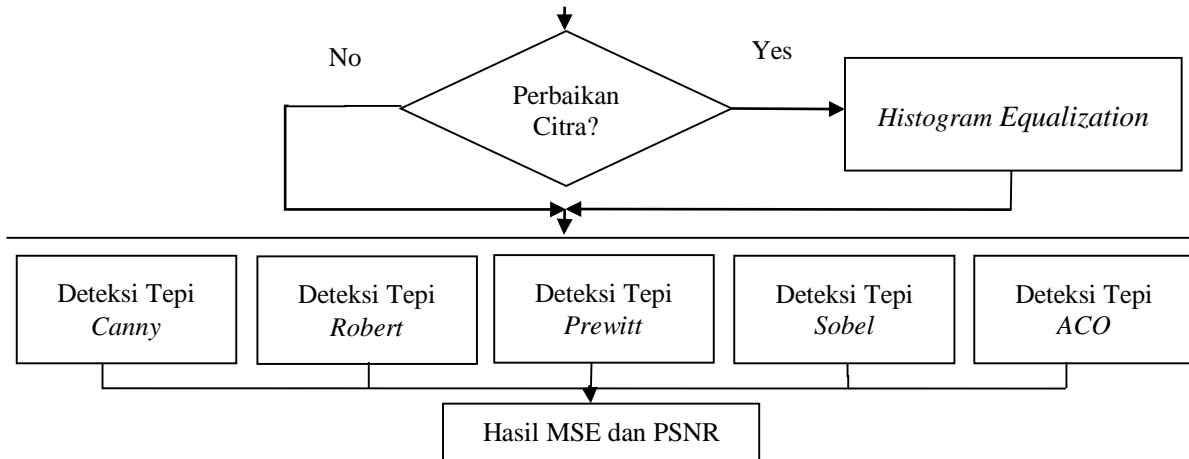 No
Yes
Perbaikan
Citra?
Histogram Equalization
Deteksi Tepi
Canny
Deteksi Tepi
Robert
Deteksi Tepi
Prewitt
Deteksi Tepi
Sobel
Deteksi Tepi
ACO
Hasil MSE dan PSNR